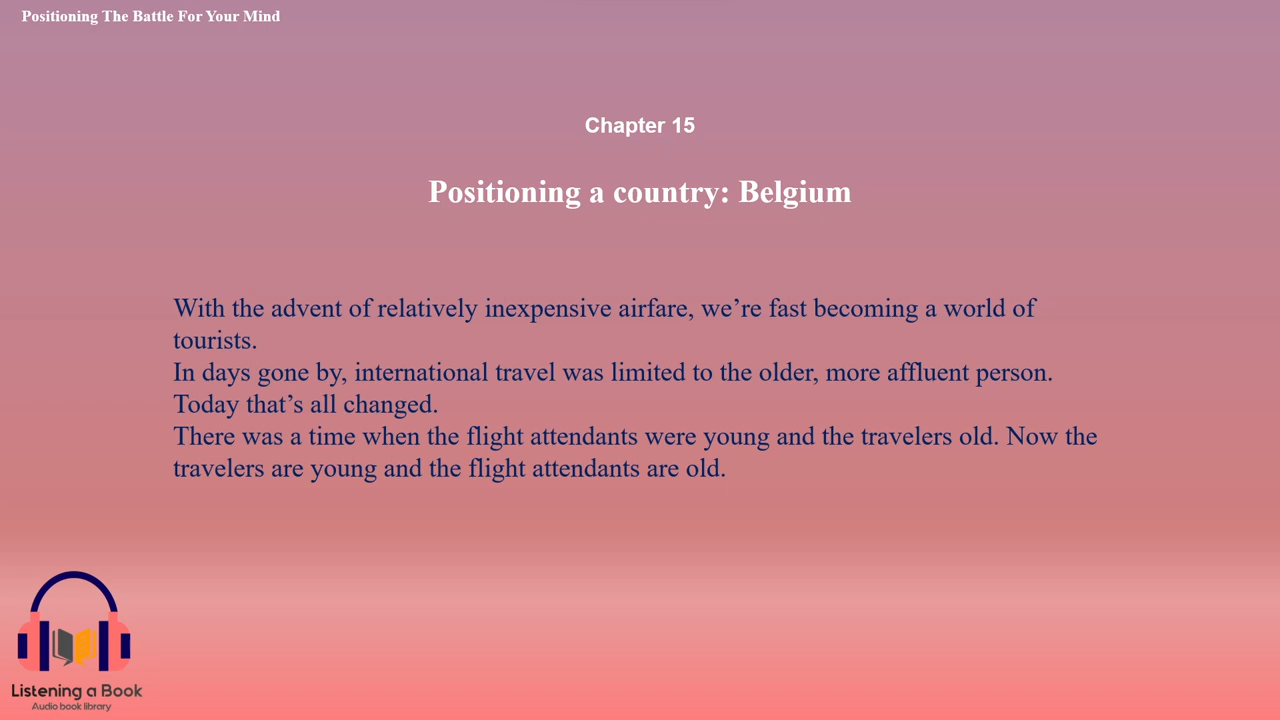 Positioning The Battle For Your Mind
Chapter 15
Positioning a country: Belgium
With the advent of relatively inexpensive airfare, we’re fast becoming a world of
tourists.
In days gone by, international travel was limited to the older, more affluent person.
Today that’s all changed.
There was a time when the flight attendants were young and the travelers old. Now the
travelers are young and the flight attendants are old.
Listening a Book
Audio book library